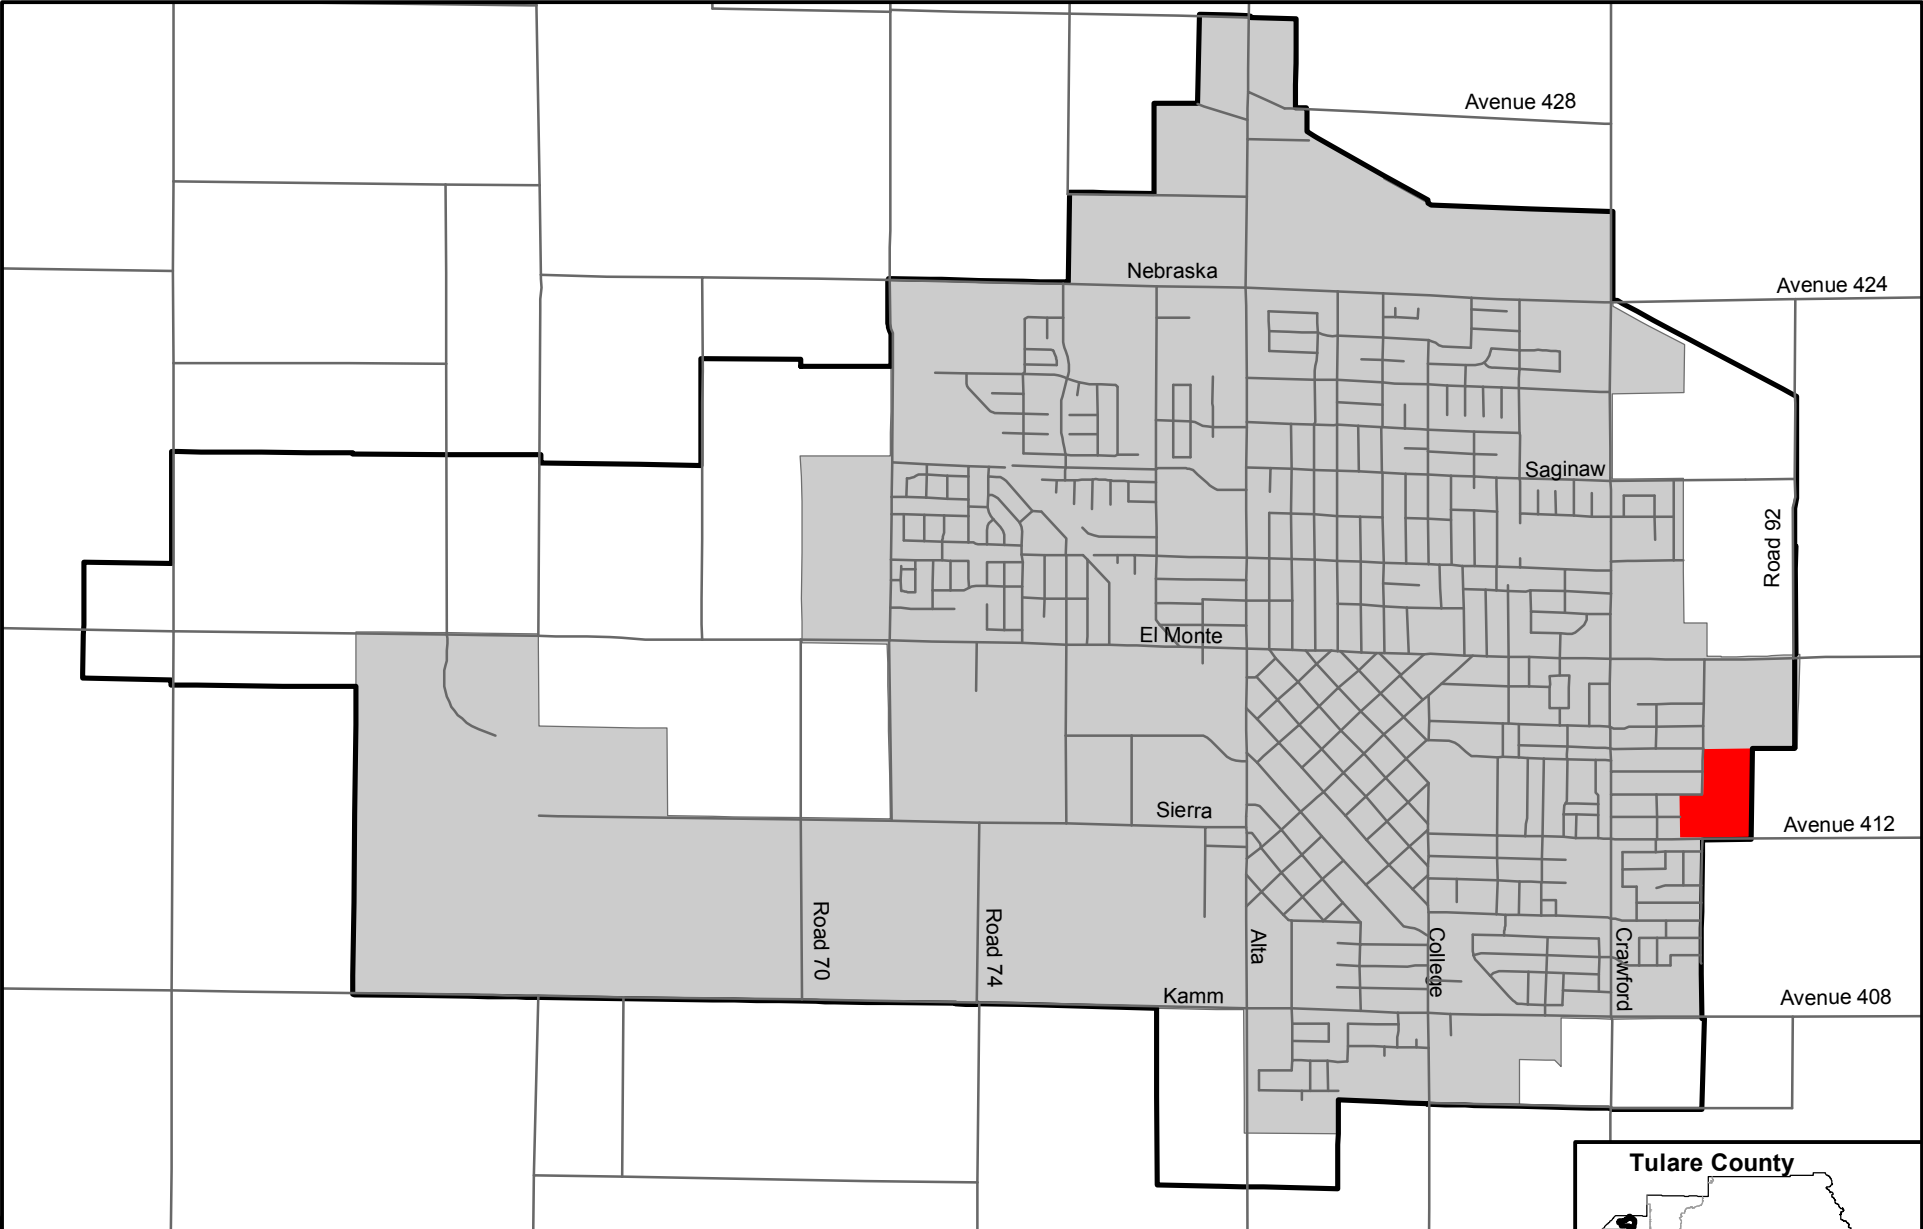 Avenue 428
Nebraska
Avenue 424
Saginaw
Road 92
El Monte
Sierra
Avenue 412
Road 70
Road 74
Alta
College
Crawford
Kamm
Avenue 408
Tulare County